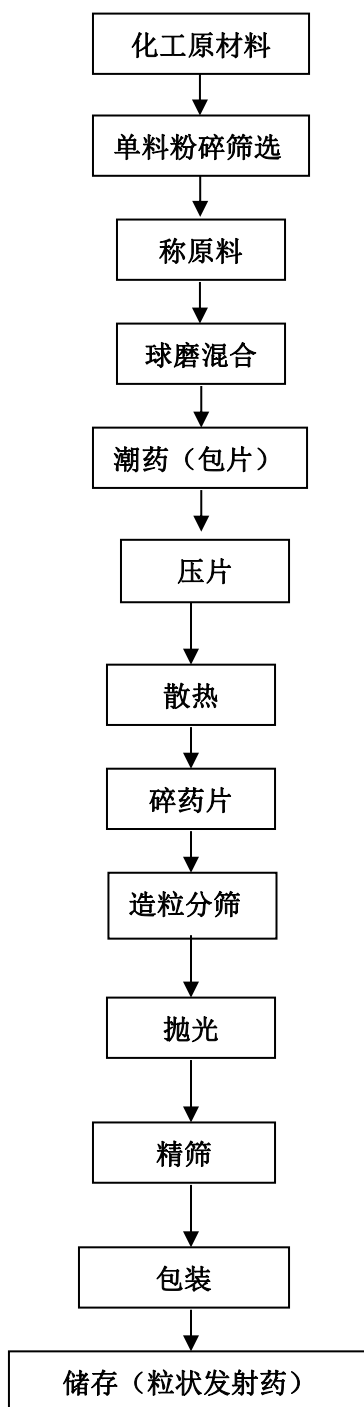 化工原材料
单料粉碎筛选
称原料
球磨混合
潮药（包片）
压片
散热
碎药片
造粒分筛
抛光
精筛
包装
储存（粒状发射药）